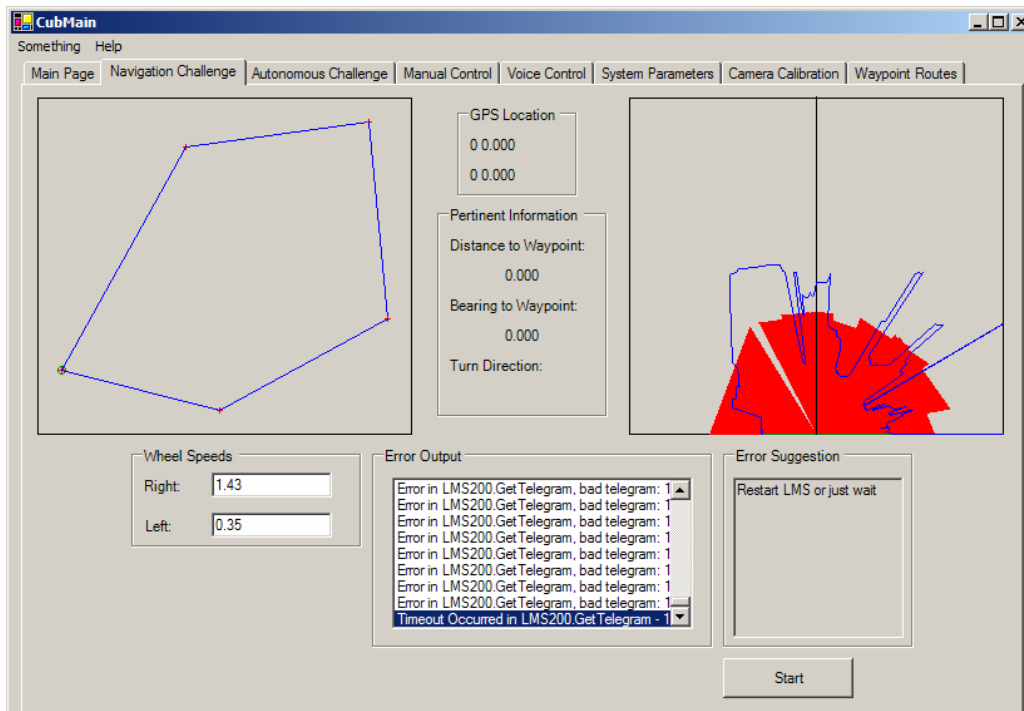 CubMain
Something Help
Main Page Navigation Challenge Autonomous Challenge Manual Control Voice Control System Parameters Camera Calibration Waypoint Routes
GPS Location
0 0.000
0 0.000
Pertinent Information
Distance to Waypoint:
0.000
Bearing to Waypoint:
0.000
Turn Direction:
Wheel Speeds
Right: 1.43
Left: 0.35
Error Output
Error in LMS200.GetTelegram, bad telegram: 1
Error in LMS200.GetTelegram, bad telegram: 1
Error in LMS200.GetTelegram, bad telegram: 1
Error in LMS200.GetTelegram, bad telegram: 1
Error in LMS200.GetTelegram, bad telegram: 1
Error in LMS200.GetTelegram, bad telegram: 1
Error in LMS200.GetTelegram, bad telegram: 1
Error in LMS200.GetTelegram, bad telegram: 1
Timeout Occurred in LMS200.GetTelegram - 1
Error Suggestion
Restart LMS or just wait
Start